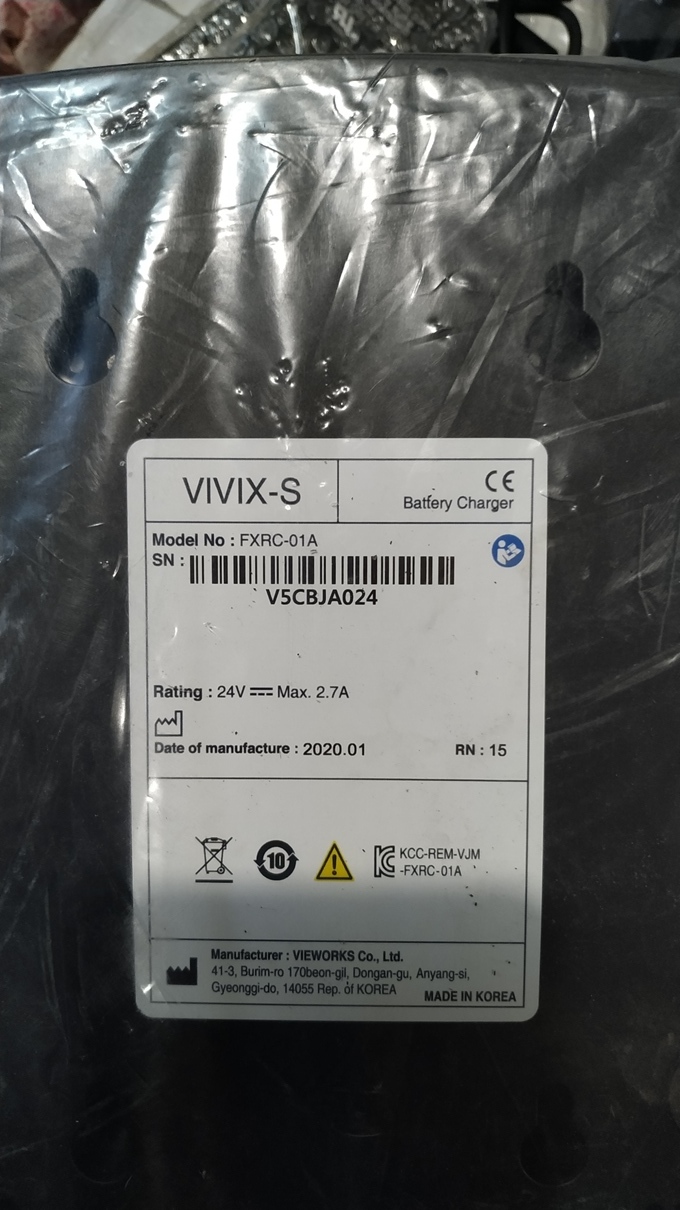 VIVIX-S
CE
Battery Charger
Model No : FXRC-01A
SN :
V5CBJA024
Rating : 24V ⎓ Max. 2.7A
Date of manufacture : 2020.01
RN : 15
10
KCC-REM-VJM
-FXRC-01A
Manufacturer : VIEWORKS Co., Ltd.
41-3, Burim-ro 170beon-gil, Dongan-gu, Anyang-si,
Gyeonggi-do, 14055 Rep. of KOREA
MADE IN KOREA